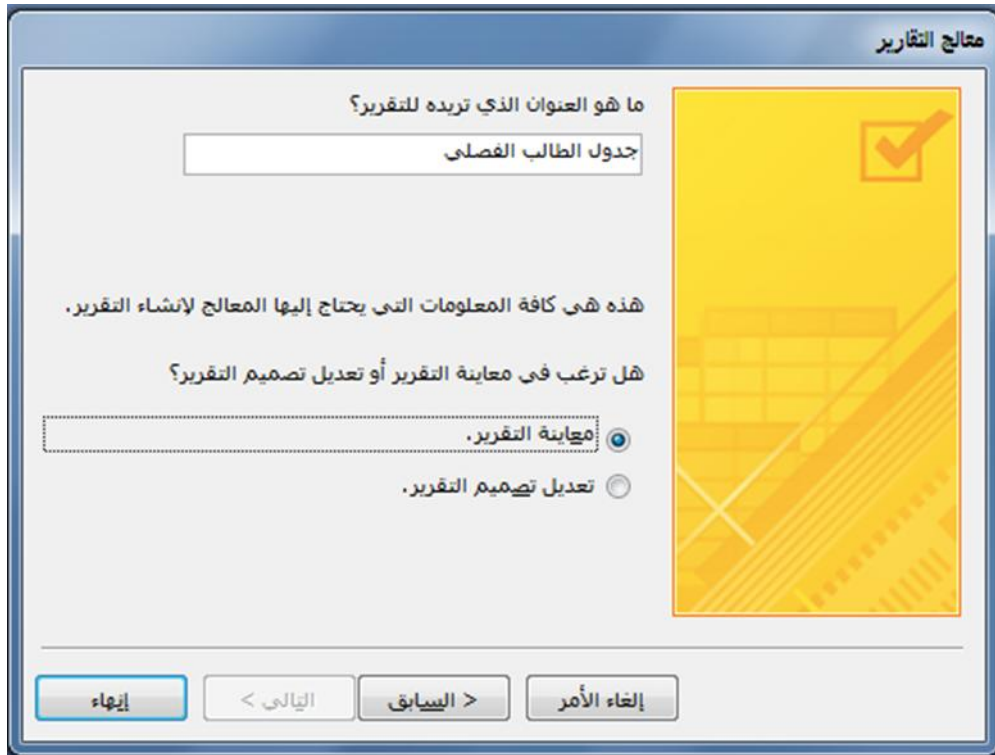 معالج التقارير
ما هو العنوان الذي تريده للتقرير؟
جدول الطالب الفصلي
هذه هي كافة المعلومات التي يحتاج إليها المعالج لإنشاء التقرير.
هل ترغب في معاينة التقرير أو تعديل تصميم التقرير؟
معاينة التقرير.
تعديل تصميم التقرير.
إلغاء الأمر
< السابق
التالي >
إنهاء